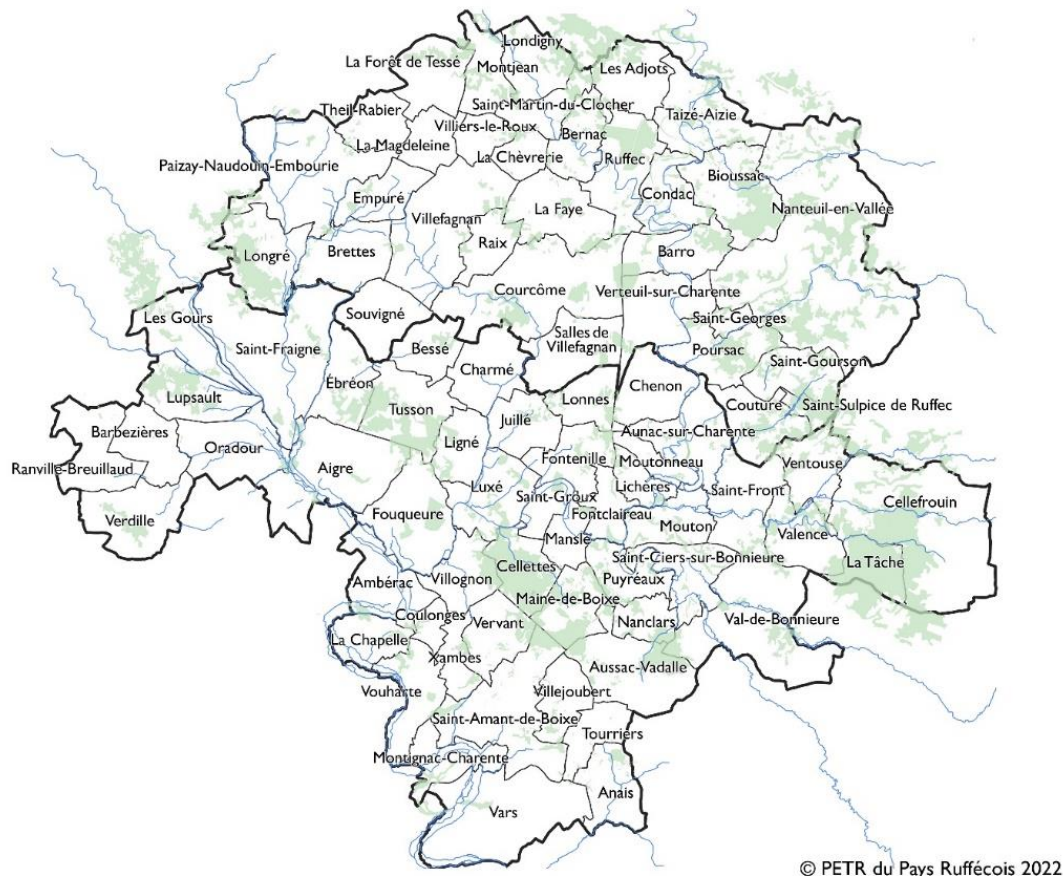 Londigny
La Forêt de Tessé
Montjean
Les Adjots
Theil-Rabier
Saint-Martin-du-Clocher
Taizé-Aizie
Villiers-le-Roux
Bernac
La Magdeleine
La Chèvrerie
Ruffec
Paizay-Naudouin-Embourie
Bioussac
Empuré
Condac
Nanteuil-en-Vallée
Villefagnan
La Faye
Raix
Longré
Brettes
Barro
Courcôme
Verteuil-sur-Charente
Souvigné
Les Gours
Saint-Georges
Salles de
Villefagnan
Saint-Fraigne
Bessé
Poursac
Saint-Gourson
Charmé
Ébréon
Chenon
Lupsault
Lonnes
Couture
Saint-Sulpice de Ruffec
Tusson
Juillé
Barbezières
Aunac-sur-Charente
Oradour
Ligné
Fontenille
Moutonneau
Ventouse
Ranville-Breuillaud
Aigre
Luxé
Saint-Groux
Lichères
Saint-Front
Cellefrouin
Verdille
Fouqueure
Fontclaireau
Mouton
Valence
Mansle
Saint-Ciers-sur-Bonnieure
La Tâche
Cellettes
Ambérac
Villognon
Puyréaux
Maine-de-Boixe
Coulonges
Vervant
Nanclars
Val-de-Bonnieure
La Chapelle
Xambes
Aussac-Vadalle
Vouharte
Villejoubert
Saint-Amant-de-Boixe
Tourriers
Montignac-Charente
Anais
Vars
© PETR du Pays Ruffécois 2022